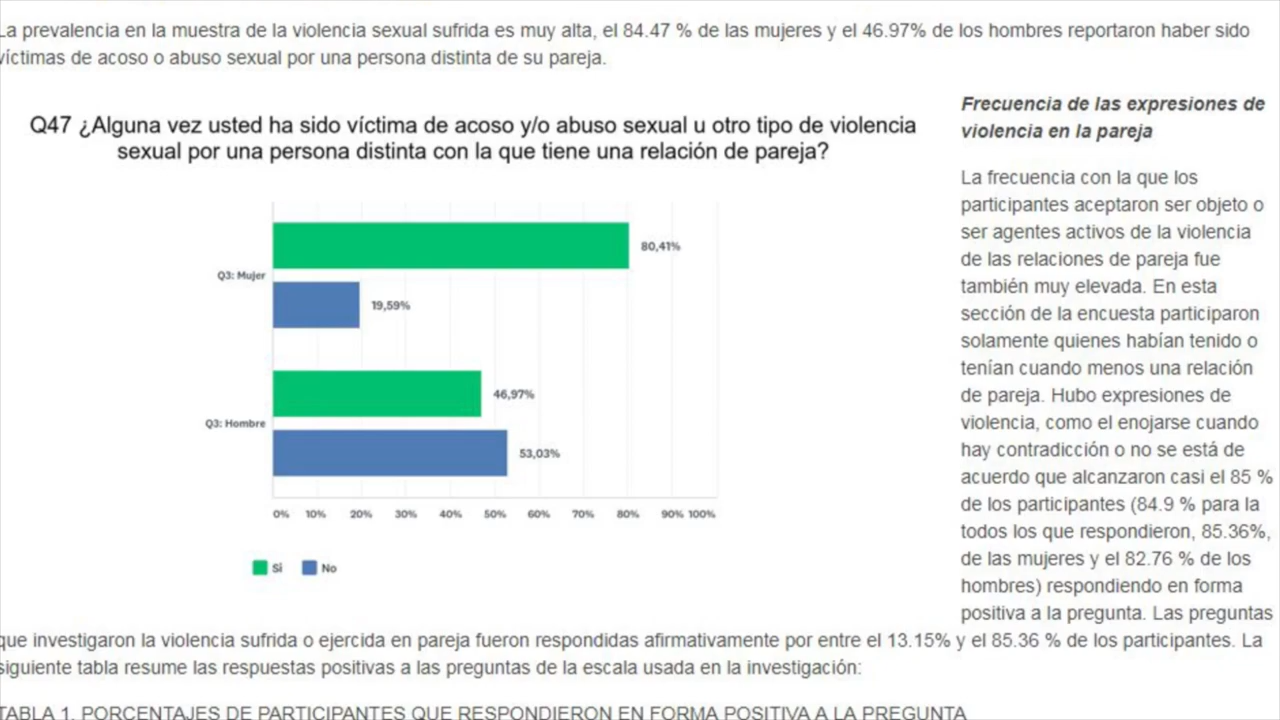 La prevalencia en la muestra de la violencia sexual sufrida es muy alta, el 84.47 % de las mujeres y el 46.97% de los hombres reportaron haber sido
víctimas de acoso o abuso sexual por una persona distinta de su pareja.
Q47 ¿Alguna vez usted ha sido víctima de acoso y/o abuso sexual u otro tipo de violencia
sexual por una persona distinta con la que tiene una relación de pareja?
80,41%
Q3: Mujer
19,59%
46,97%
Q3: Hombre
53,03%
0% 10% 20% 30% 40% 50% 60% 70% 80% 90% 100%
Sí No
Frecuencia de las expresiones de
violencia en la pareja
La frecuencia con la que los
participantes aceptaron ser objeto o
ser agentes activos de la violencia
de las relaciones de pareja fue
también muy elevada. En esta
sección de la encuesta participaron
solamente quienes habían tenido o
tenían cuando menos una relación
de pareja. Hubo expresiones de
violencia, como el enojarse cuando
hay contradicción o no se está de
acuerdo que alcanzaron casi el 85 %
de los participantes (84.9 % para la
todos los que respondieron, 85.36%,
de las mujeres y el 82.76 % de los
hombres) respondiendo en forma
positiva a la pregunta. Las preguntas
que investigaron la violencia sufrida o ejercida en pareja fueron respondidas afirmativamente por entre el 13.15% y el 85.36 % de los participantes. La
siguiente tabla resume las respuestas positivas a las preguntas de la escala usada en la investigación:
TABLA 1. PORCENTAJES DE PARTICIPANTES QUE RESPONDIERON EN FORMA POSITIVA A LA PREGUNTA